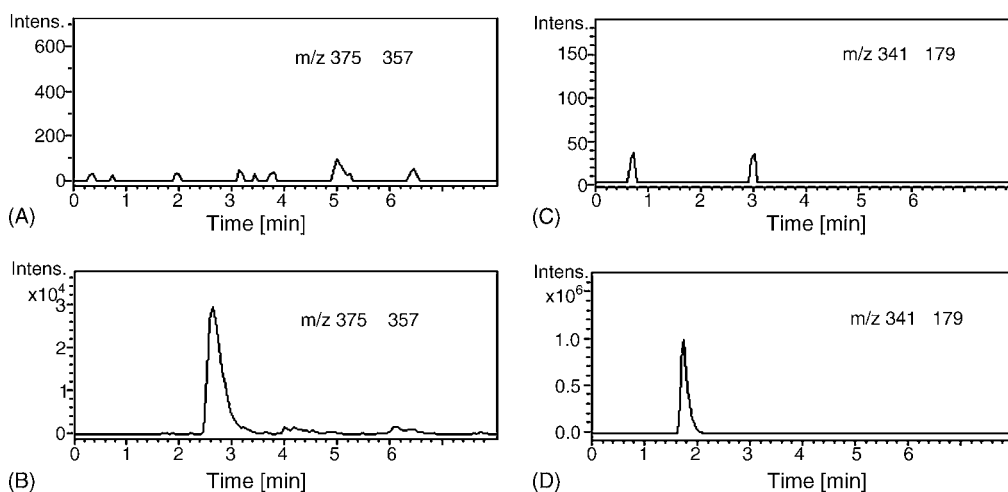 Intens.
600
400
200
0
m/z 375 357
0 1 2 3 4 5 6
Time [min]
(A)
Intens.
150
100
50
0
m/z 341 179
0 1 2 3 4 5 6
Time [min]
(C)
Intens.
x10^4
3
2
1
0
m/z 375 357
0 1 2 3 4 5 6
Time [min]
(B)
Intens.
x10^6
1.0
0.5
0.0
m/z 341 179
0 1 2 3 4 5 6
Time [min]
(D)